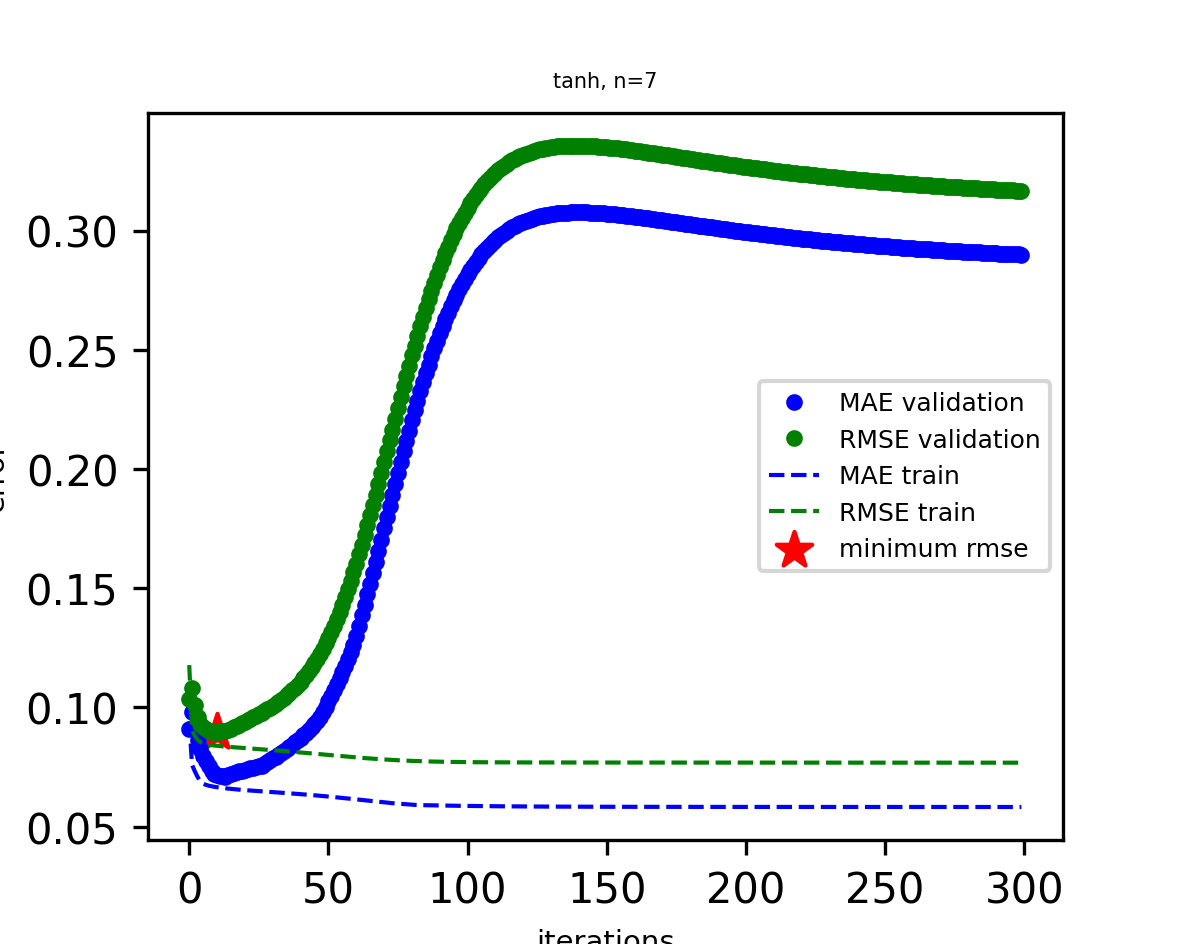 tanh, n=7
0.30
0.25
0.20
0.15
0.10
0.05
0 50 100 150 200 250 300
iterations
MAE validation
RMSE validation
MAE train
RMSE train
minimum rmse